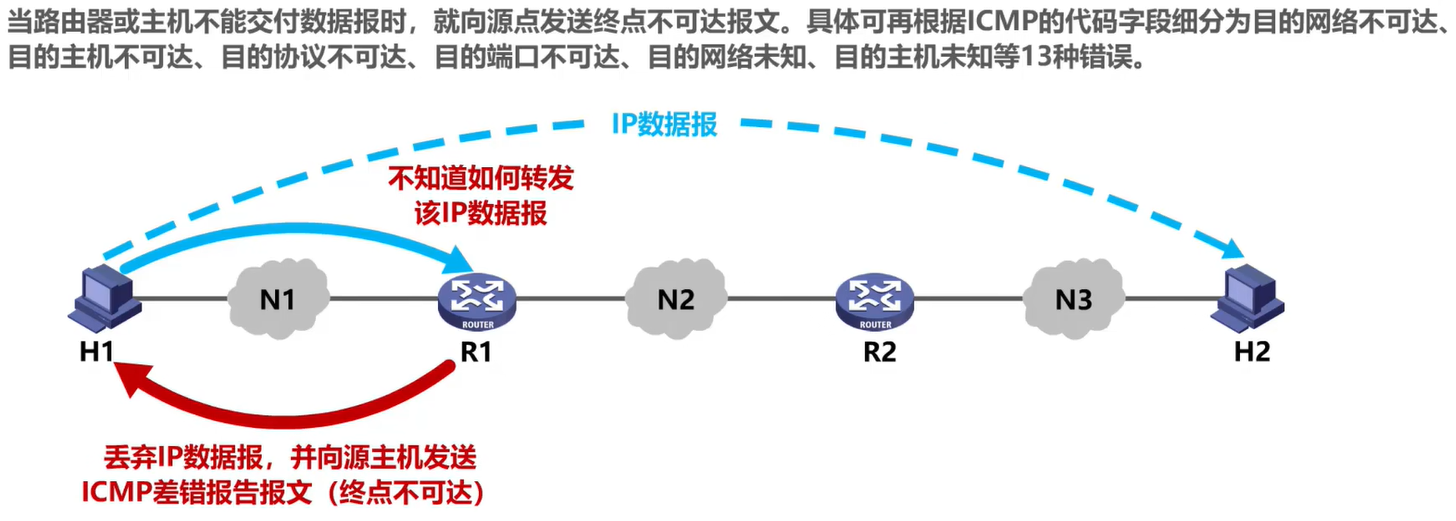 当路由器或主机不能交付数据报时，就向源点发送终点不可达报文。具体可再根据ICMP的代码字段细分为目的网络不可达、
目的主机不可达、目的协议不可达、目的端口不可达、目的网络未知、目的主机未知等13种错误。
IP数据报
不知道如何转发
该IP数据报
N1
N2
N3
ROUTER
ROUTER
H1
R1
R2
H2
丢弃IP数据报，并向源主机发送
ICMP差错报告报文（终点不可达）